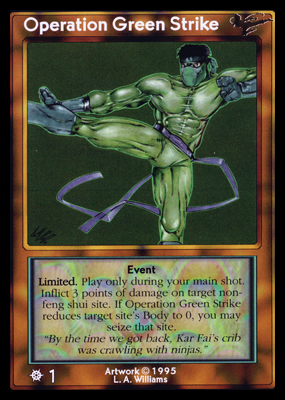 Operation Green Strike
Event
Limited. Play only during your main shot.
Inflict 3 points of damage on target non-
feng shui site. If Operation Green Strike
reduces target site's Body to 0, you may
seize that site.
"By the time we got back, Kar Fai's crib
was crawling with ninjas."
1
Artwork © 1995
L. A. Williams